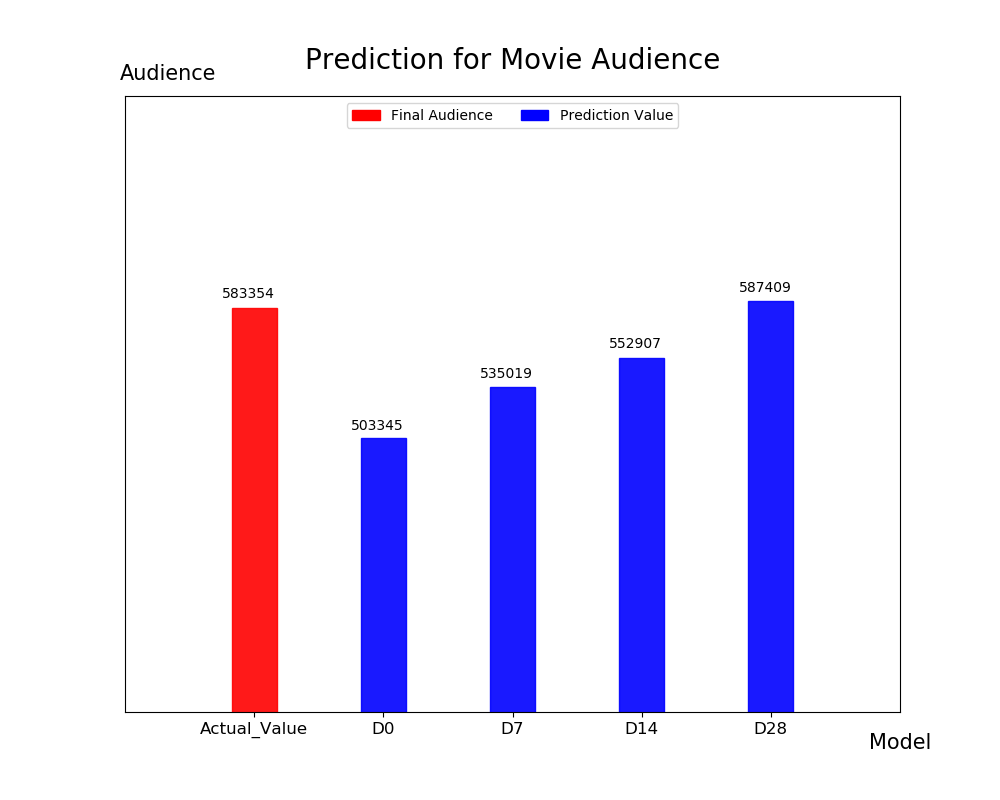 Prediction for Movie Audience
Audience
Final Audience
Prediction Value
583354
503345
535019
552907
587409
Actual_Value
D0
D7
D14
D28
Model